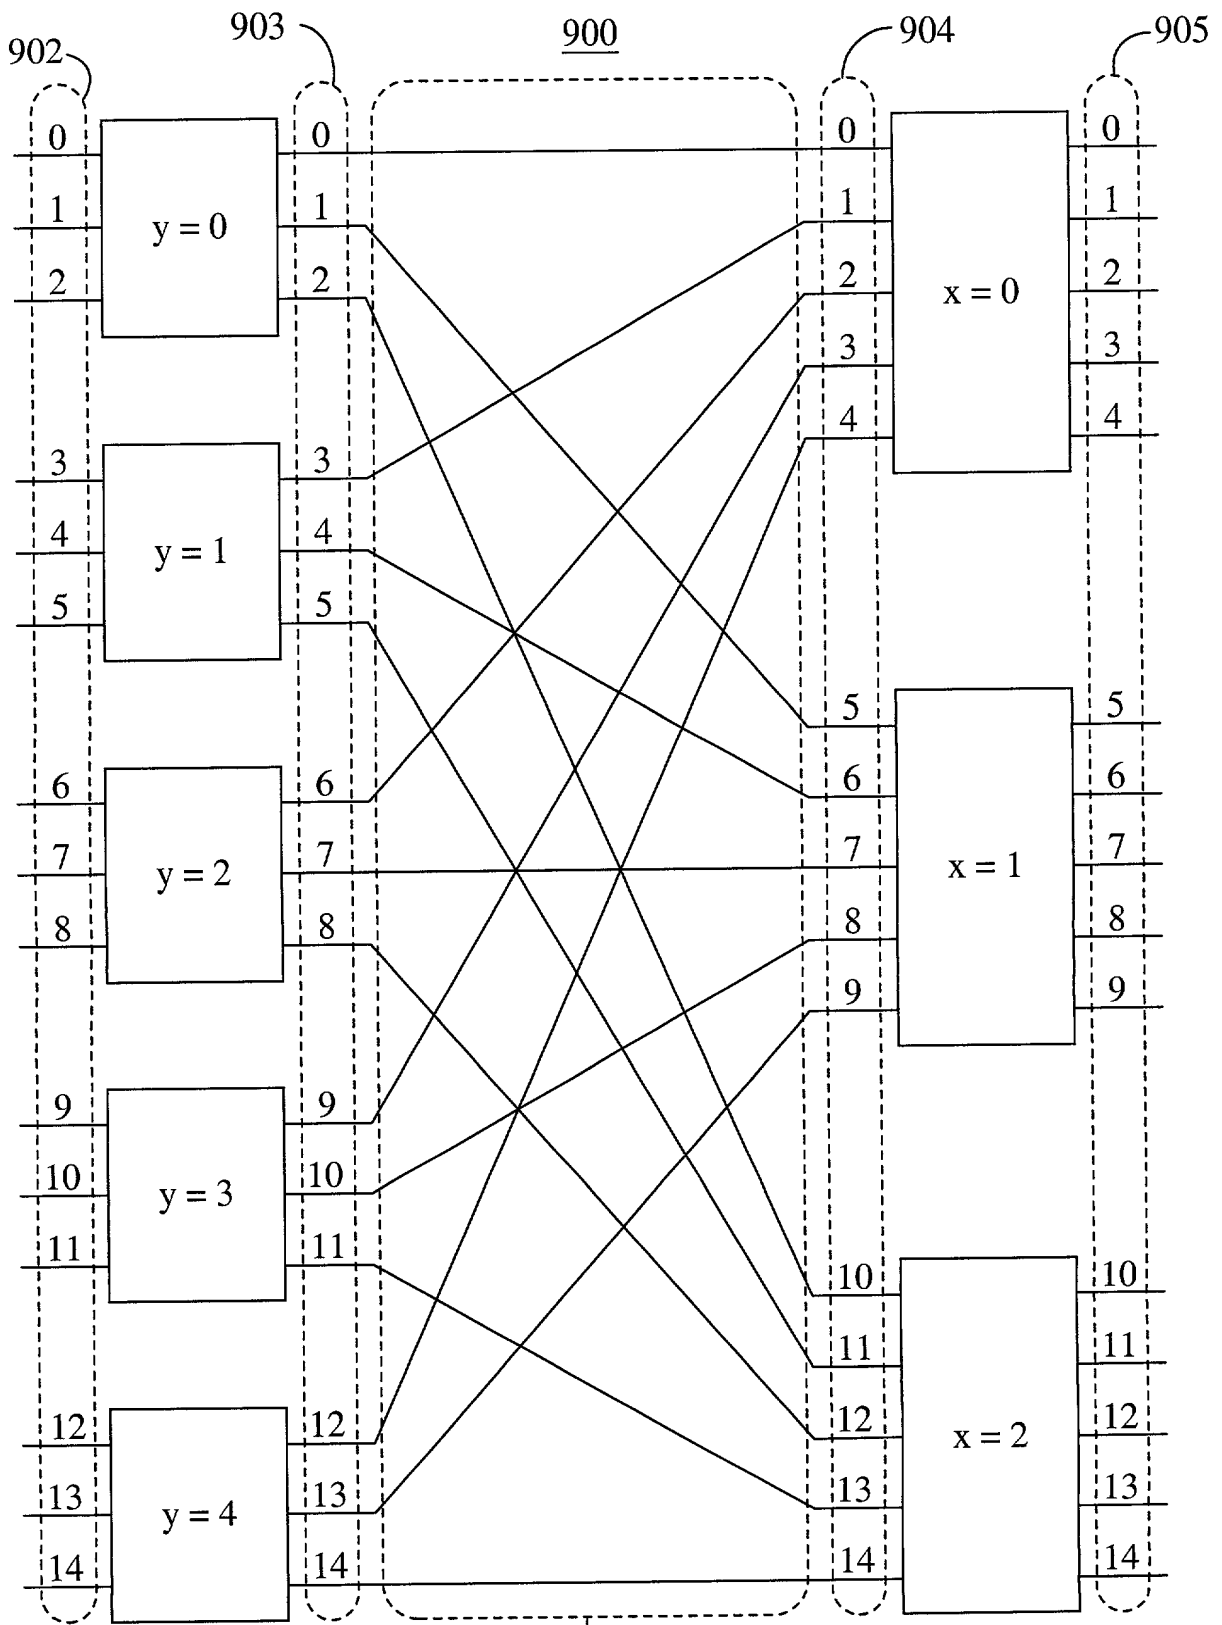 902
903
900
904
905
0 0 0 0
1 y = 0 1 1 1
2 2 2 x = 0 2
3 3
4 4
3 3
4 y = 1 4
5 5
5 5
6 6
6 6
7 y = 2 7 7 x = 1 7
8 8 8 8
9 9
9 9
10 y = 3 10
11 11
10 10
11 11
12 12 12 x = 2 12
13 y = 4 13 13 13
14 14 14 14